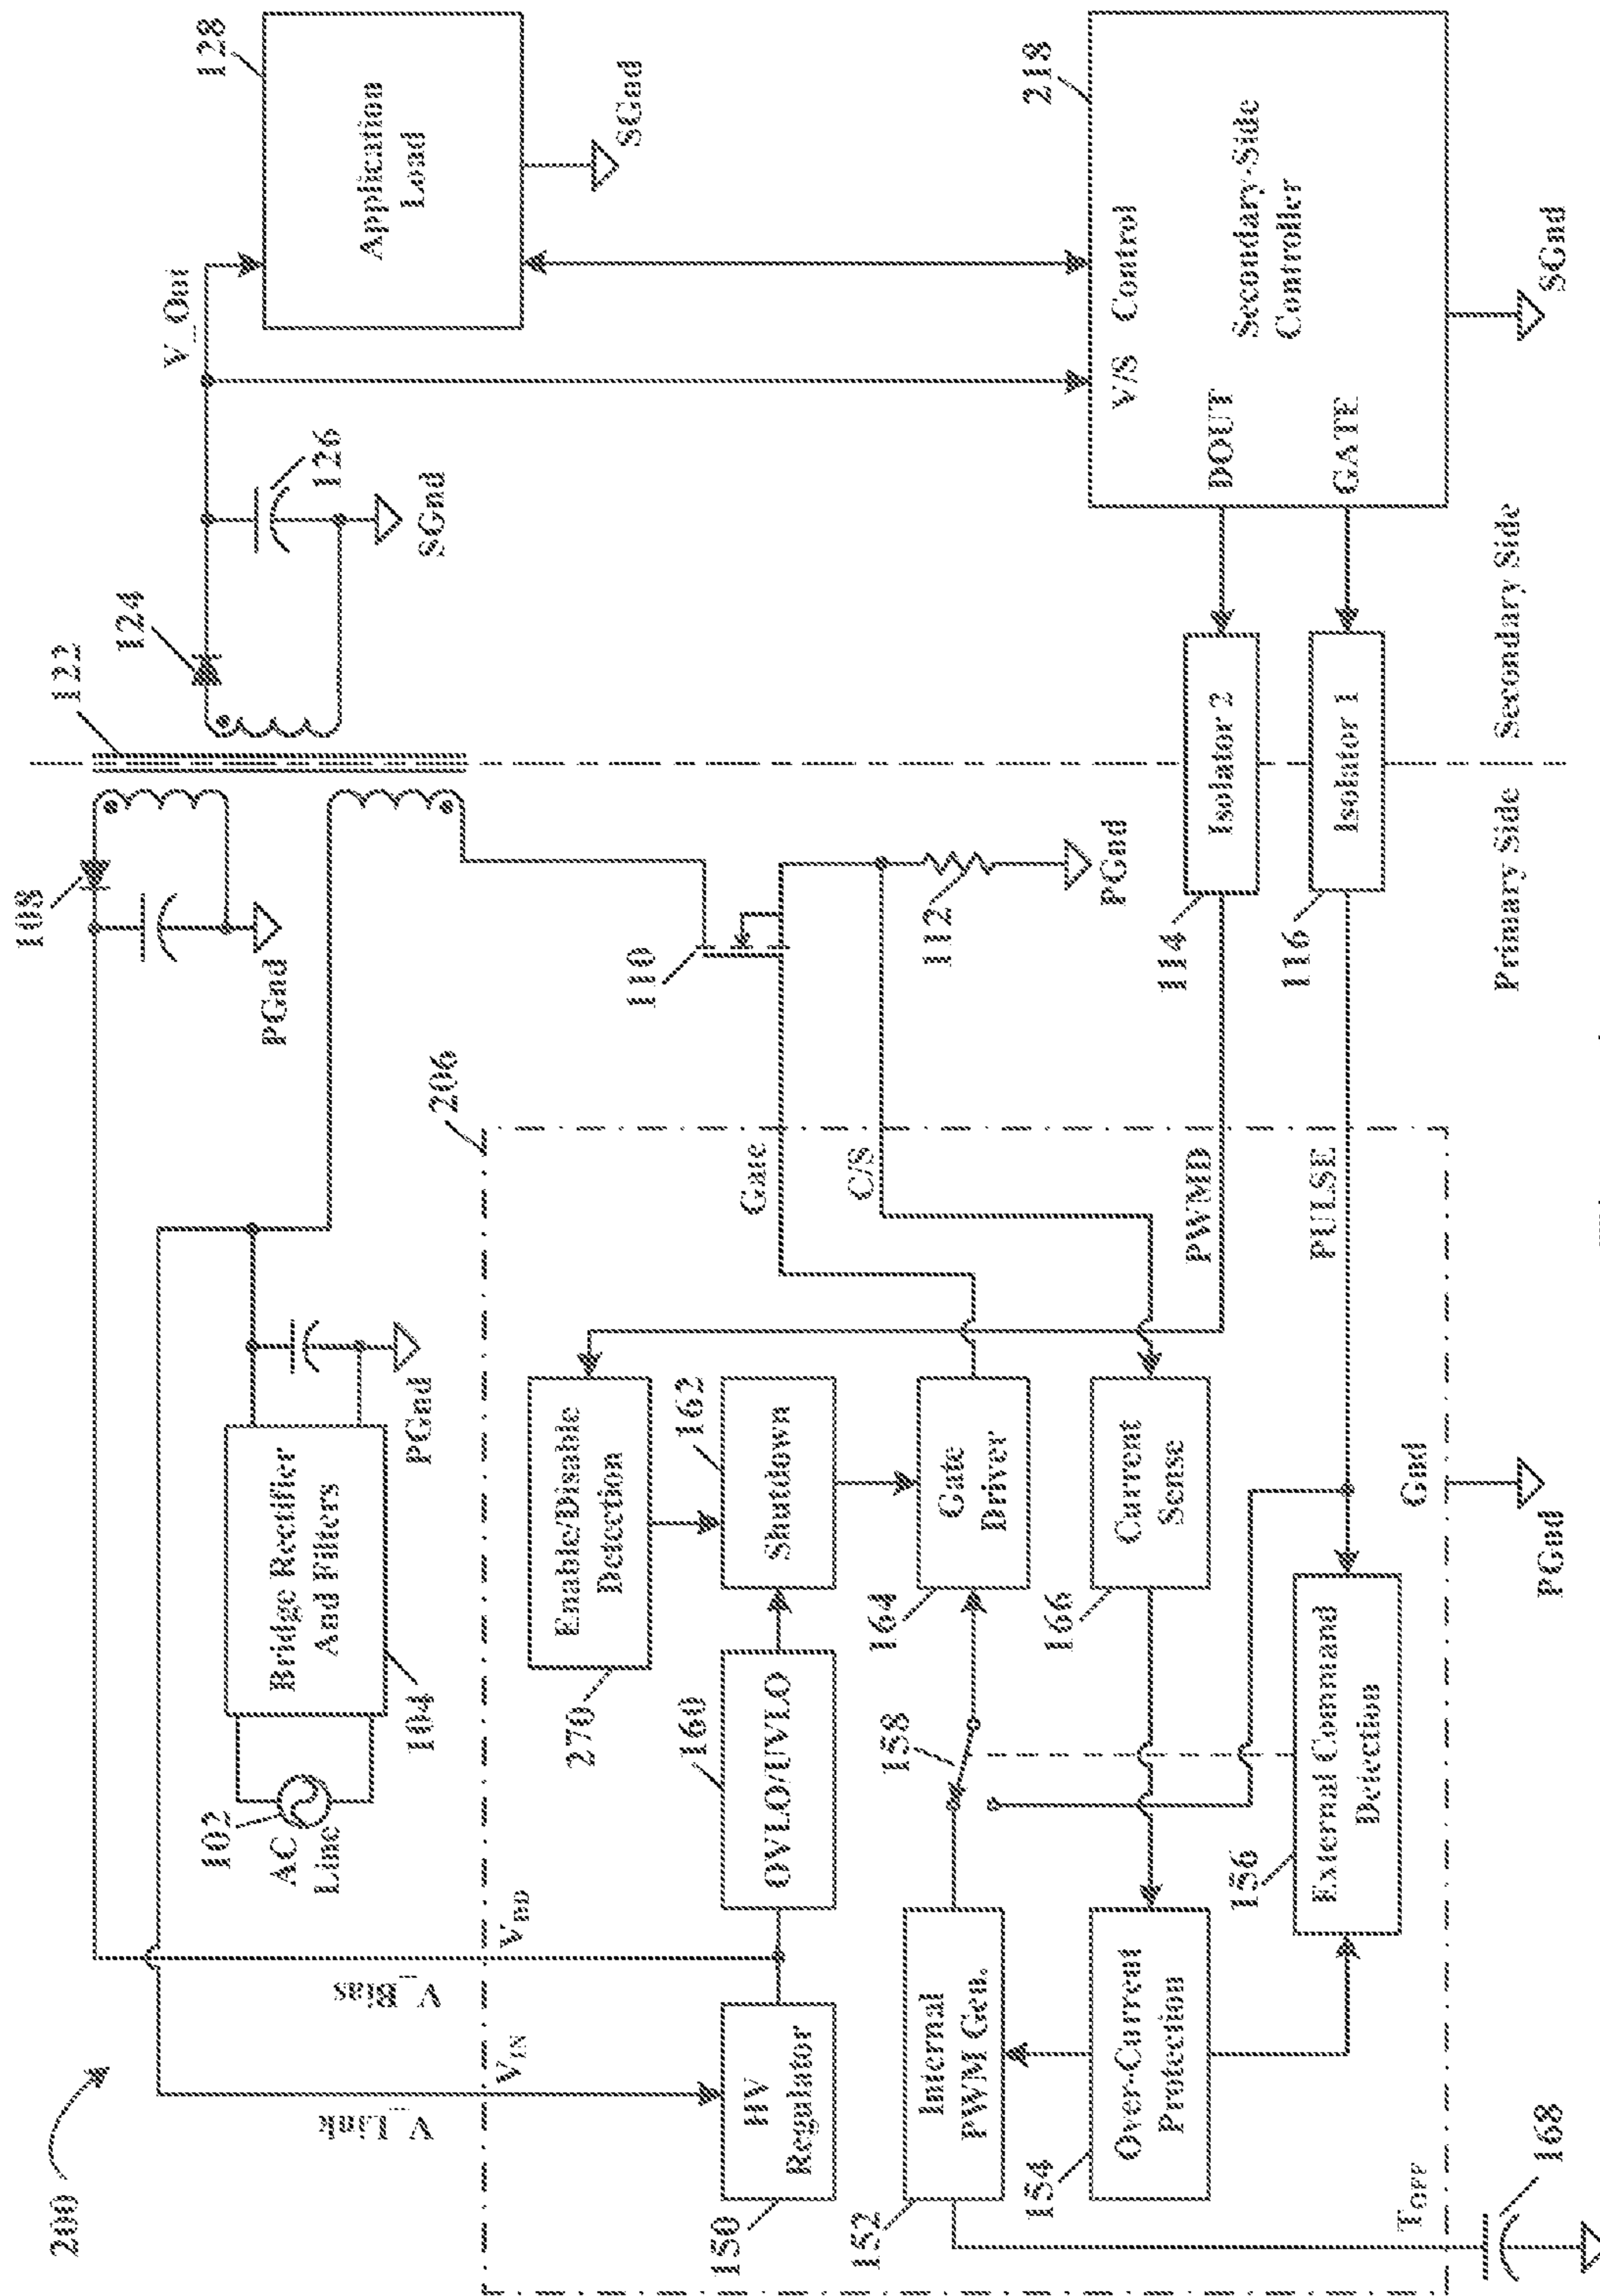 200
V_Link
V_Bias
V_IN
V_DD
102
AC
Line
Bridge Rectifier
And Filters
104
PGnd
108
PGnd
122
124
126
SGnd
V_Out
128
Application
Load
SGnd
206
150
HV
Regulator
160
OVLO/UVLO
270
Enable/Disable
Detection
162
Shutdown
152
Internal
PWM Gen.
158
164
Gate
Driver
Gate
110
C/S
112
PGnd
154
Over-Current
Protection
166
Current
Sense
156
External Command
Detection
PWMD
PULSE
Gnd
PGnd
T_OFF
168
114
Isolator 2
116
Isolator 1
Primary Side
Secondary Side
218
V/S
Control
DOUT
GATE
Secondary-Side
Controller
SGnd